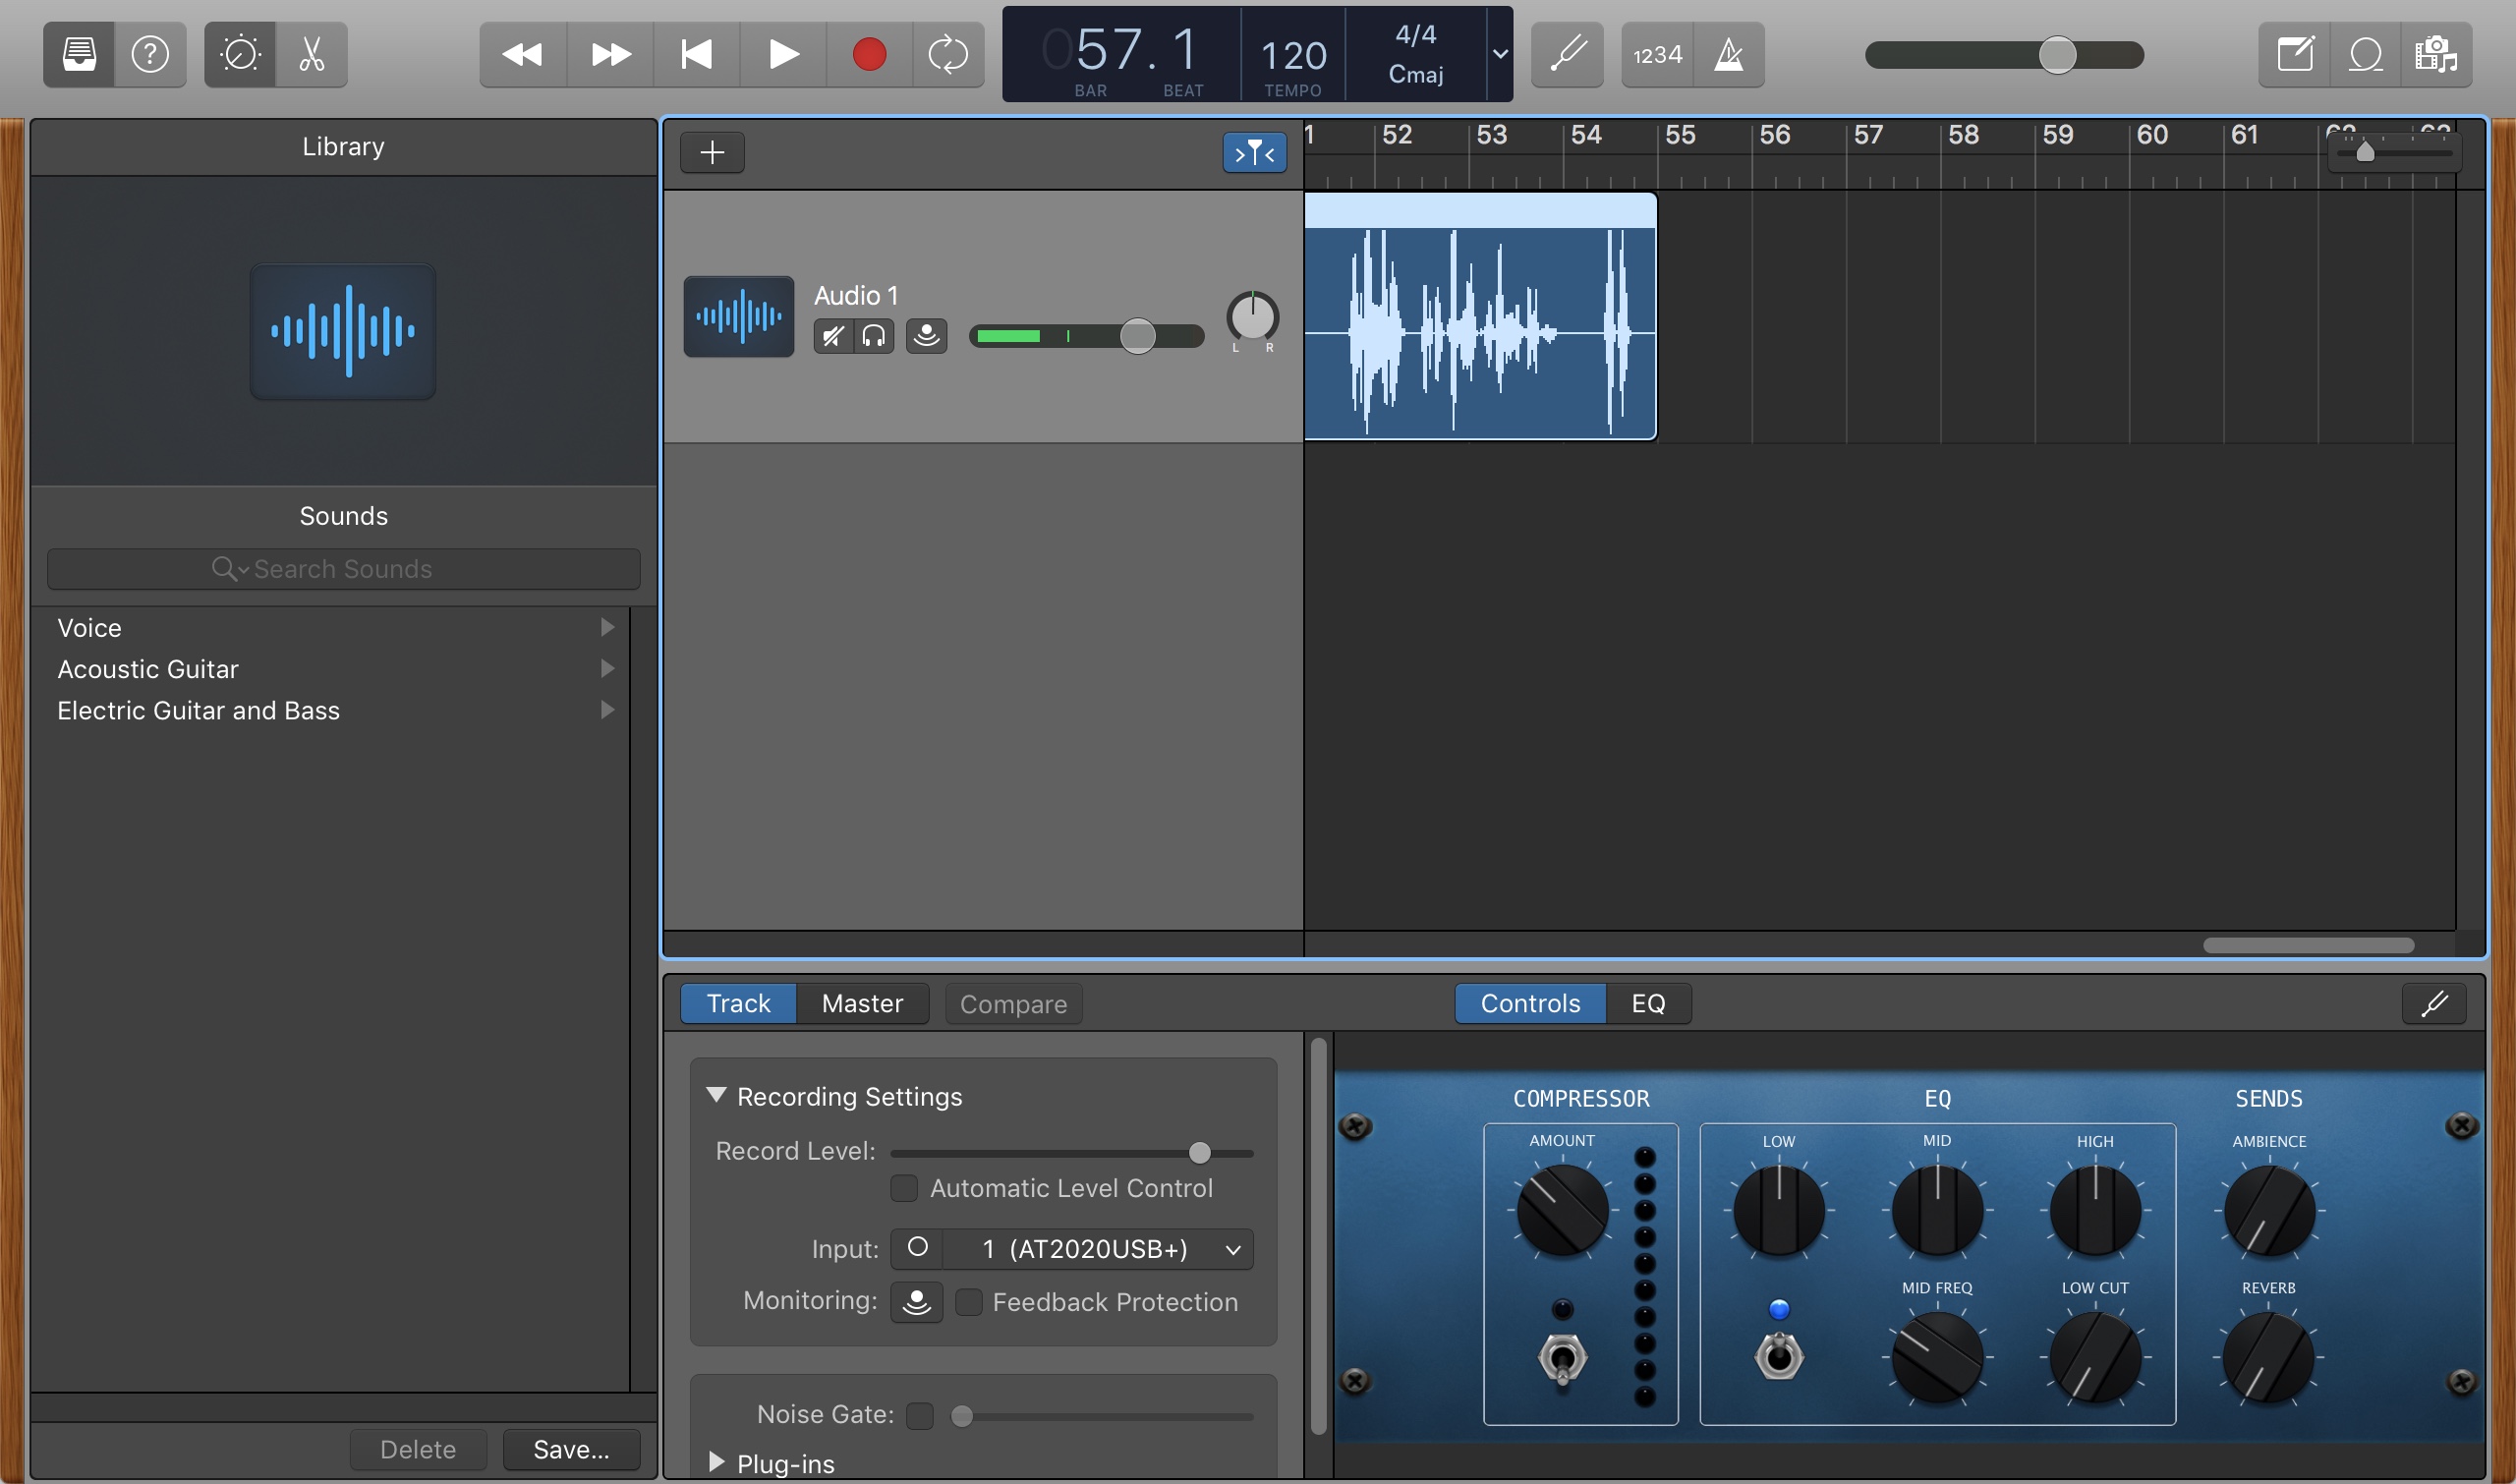 057.1
BAR
BEAT
120
TEMPO
4/4
Cmaj
1234
Library
Sounds
Search Sounds
Voice
Acoustic Guitar
Electric Guitar and Bass
Delete
Save...
1 52 53 54 55 56 57 58 59 60 61
Audio 1
L R
Track
Master
Compare
Controls
EQ
Recording Settings
Record Level:
Automatic Level Control
Input: 1 (AT2020USB+)
Monitoring: Feedback Protection
Noise Gate:
Plug-ins
COMPRESSOR
AMOUNT
EQ
LOW
MID
HIGH
MID FREQ
LOW CUT
SENDS
AMBIENCE
REVERB